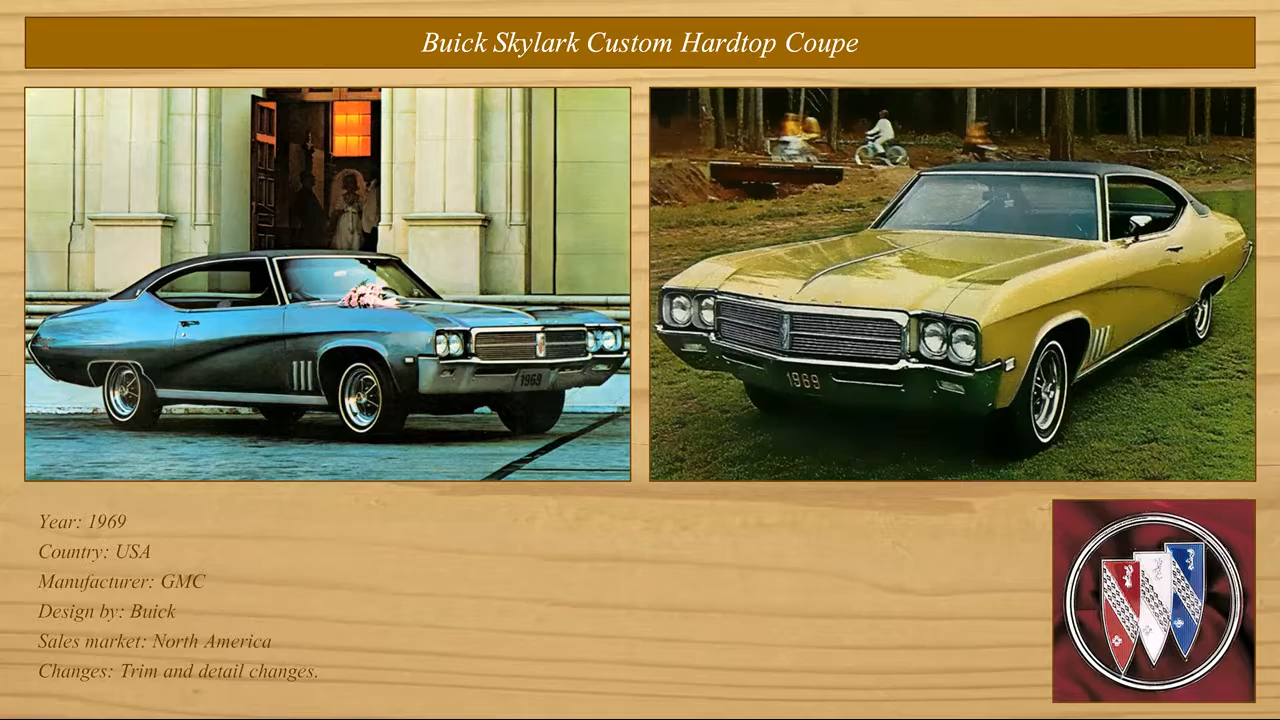 Buick Skylark Custom Hardtop Coupe
1969
1969
Year: 1969
Country: USA
Manufacturer: GMC
Design by: Buick
Sales market: North America
Changes: Trim and detail changes.